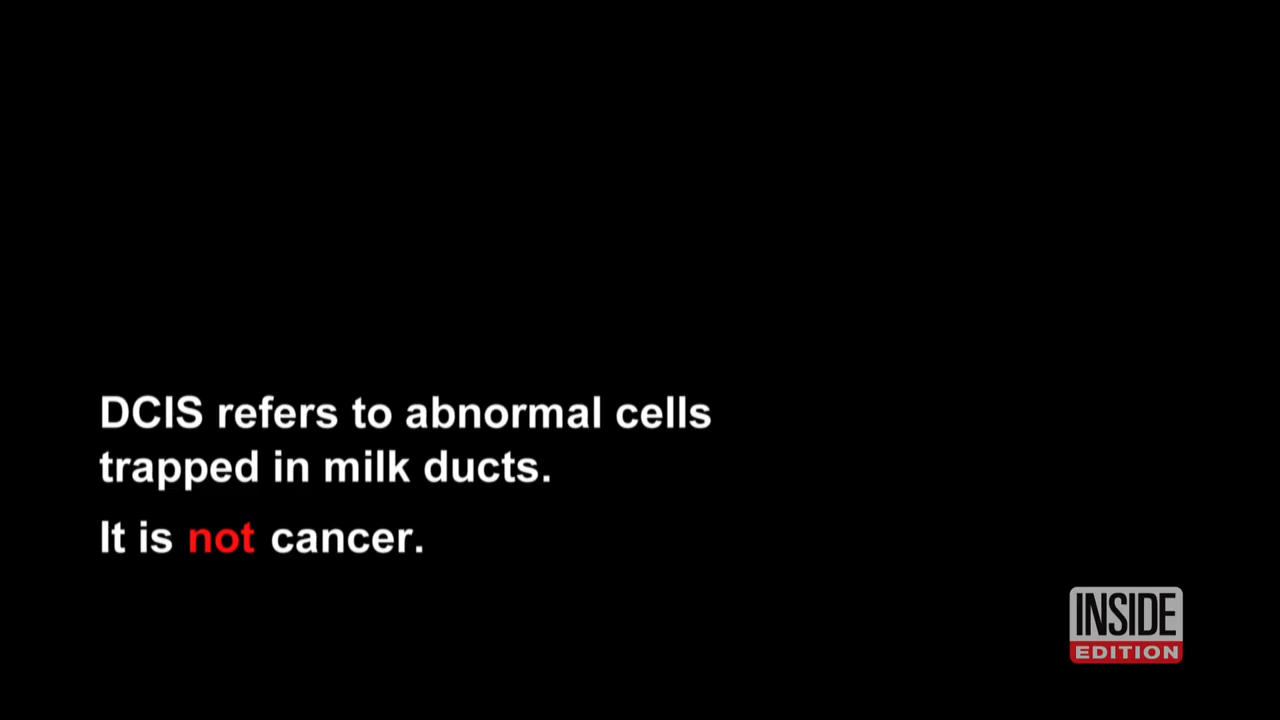 DCIS refers to abnormal cells
trapped in milk ducts.
It is not cancer.
INSIDE
EDITION